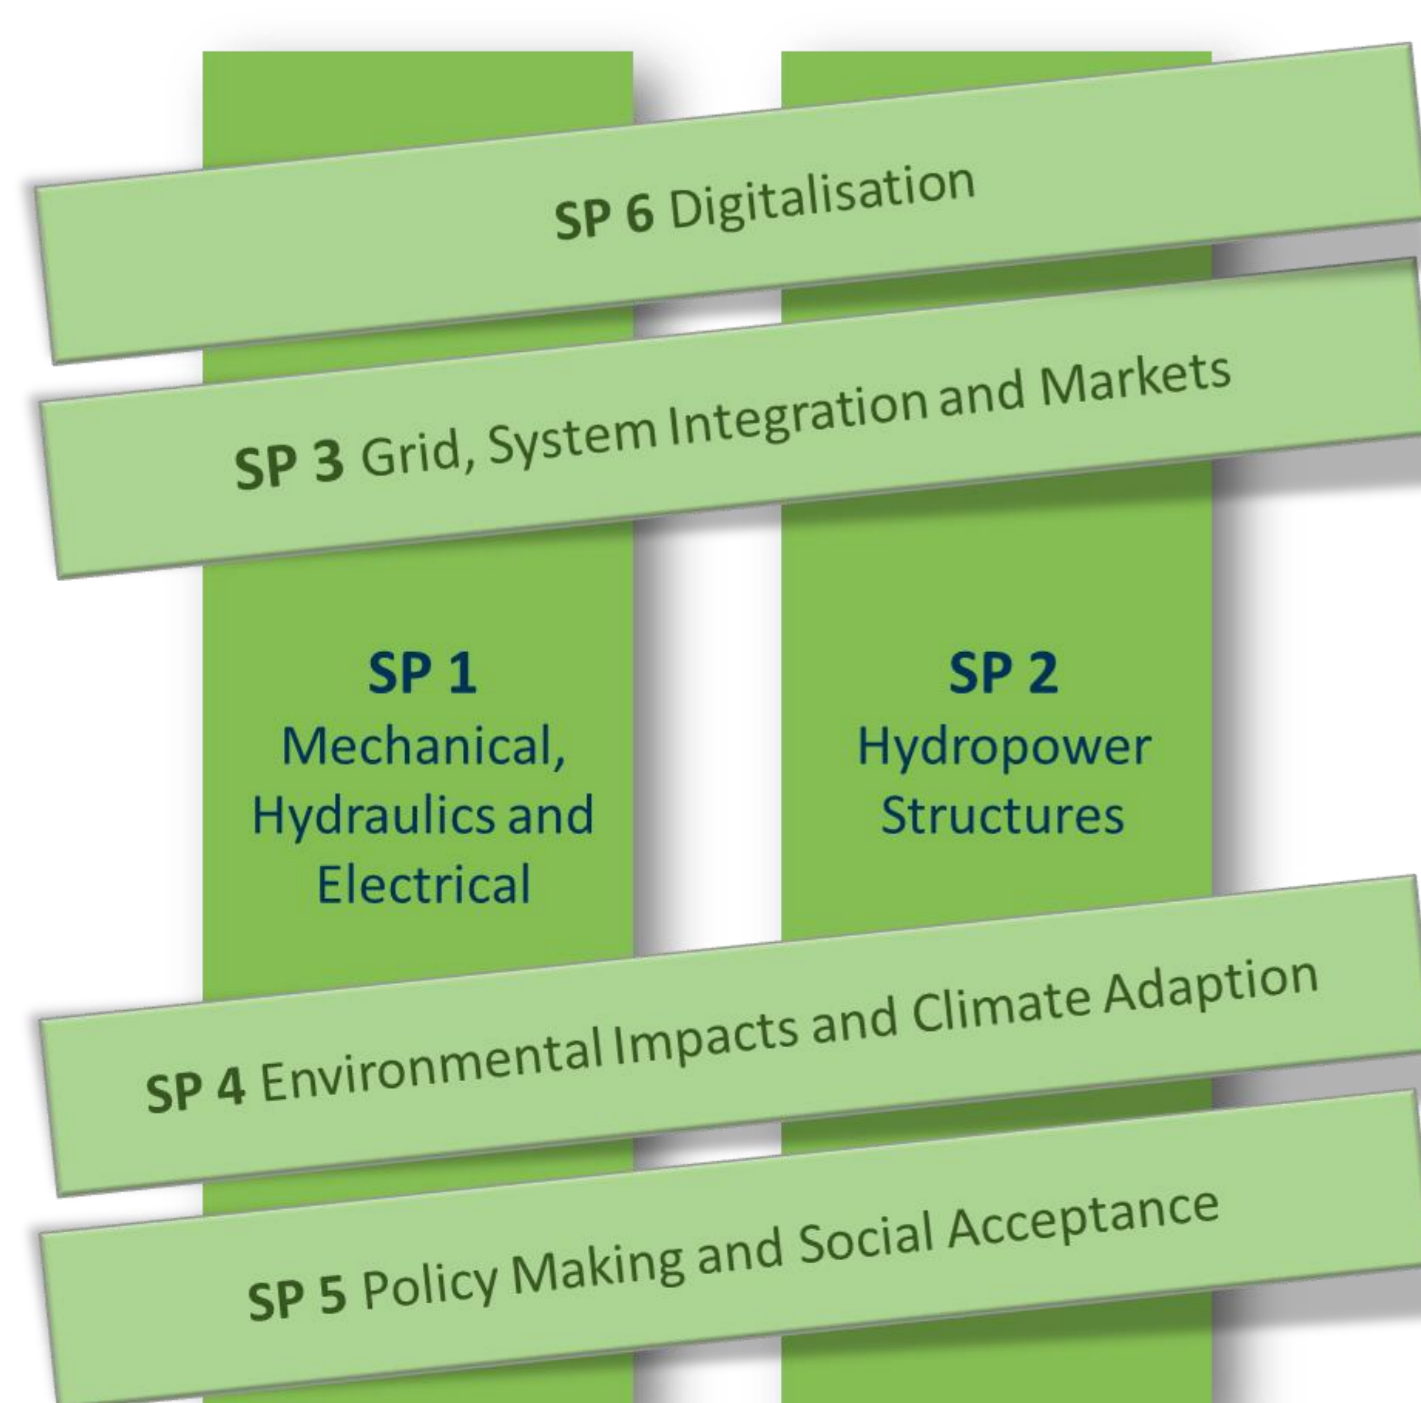 SP 6 Digitalisation
SP 3 Grid, System Integration and Markets
SP 1
Mechanical,
Hydraulics and
Electrical
SP 2
Hydropower
Structures
SP 4 Environmental Impacts and Climate Adaption
SP 5 Policy Making and Social Acceptance